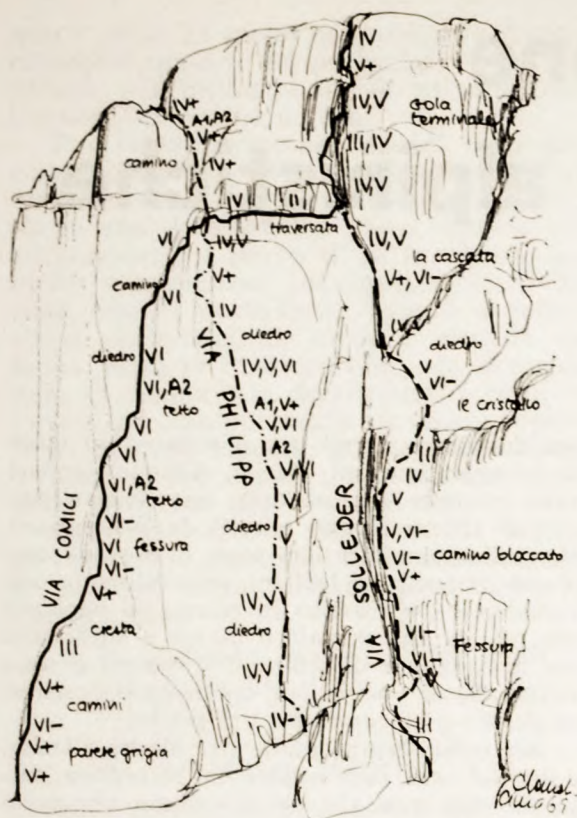 IV
V+
IV+
A1,A2
V+
IV,V
Gola
terminale
III,IV
camino
IV+
IV,V
IV
II
traversata
VI
IV,V
IV,V
la cascata
V+
V+,VI-
camino
VI
IV
diedro
diedro
VI
VIA PHILIPP
diedro
IV,V,VI
V
VI-
VI,A2
tetto
A1,V+
V,VI
le cristallo
VI
A2
III
VI
V,VI
IV
VI,A2
tetto
VI
V
VI-
diedro
V
V,VI-
VI
fessura
VI-
camino bloccato
VI-
V+
VIA COMICI
V+
IV,V
VIA SOLLEDER
cresta
diedro
VI-
Fessura
III
IV,V
VI-
V
V+
camini
VI-
IV-
III
V+
parete grigia
V+